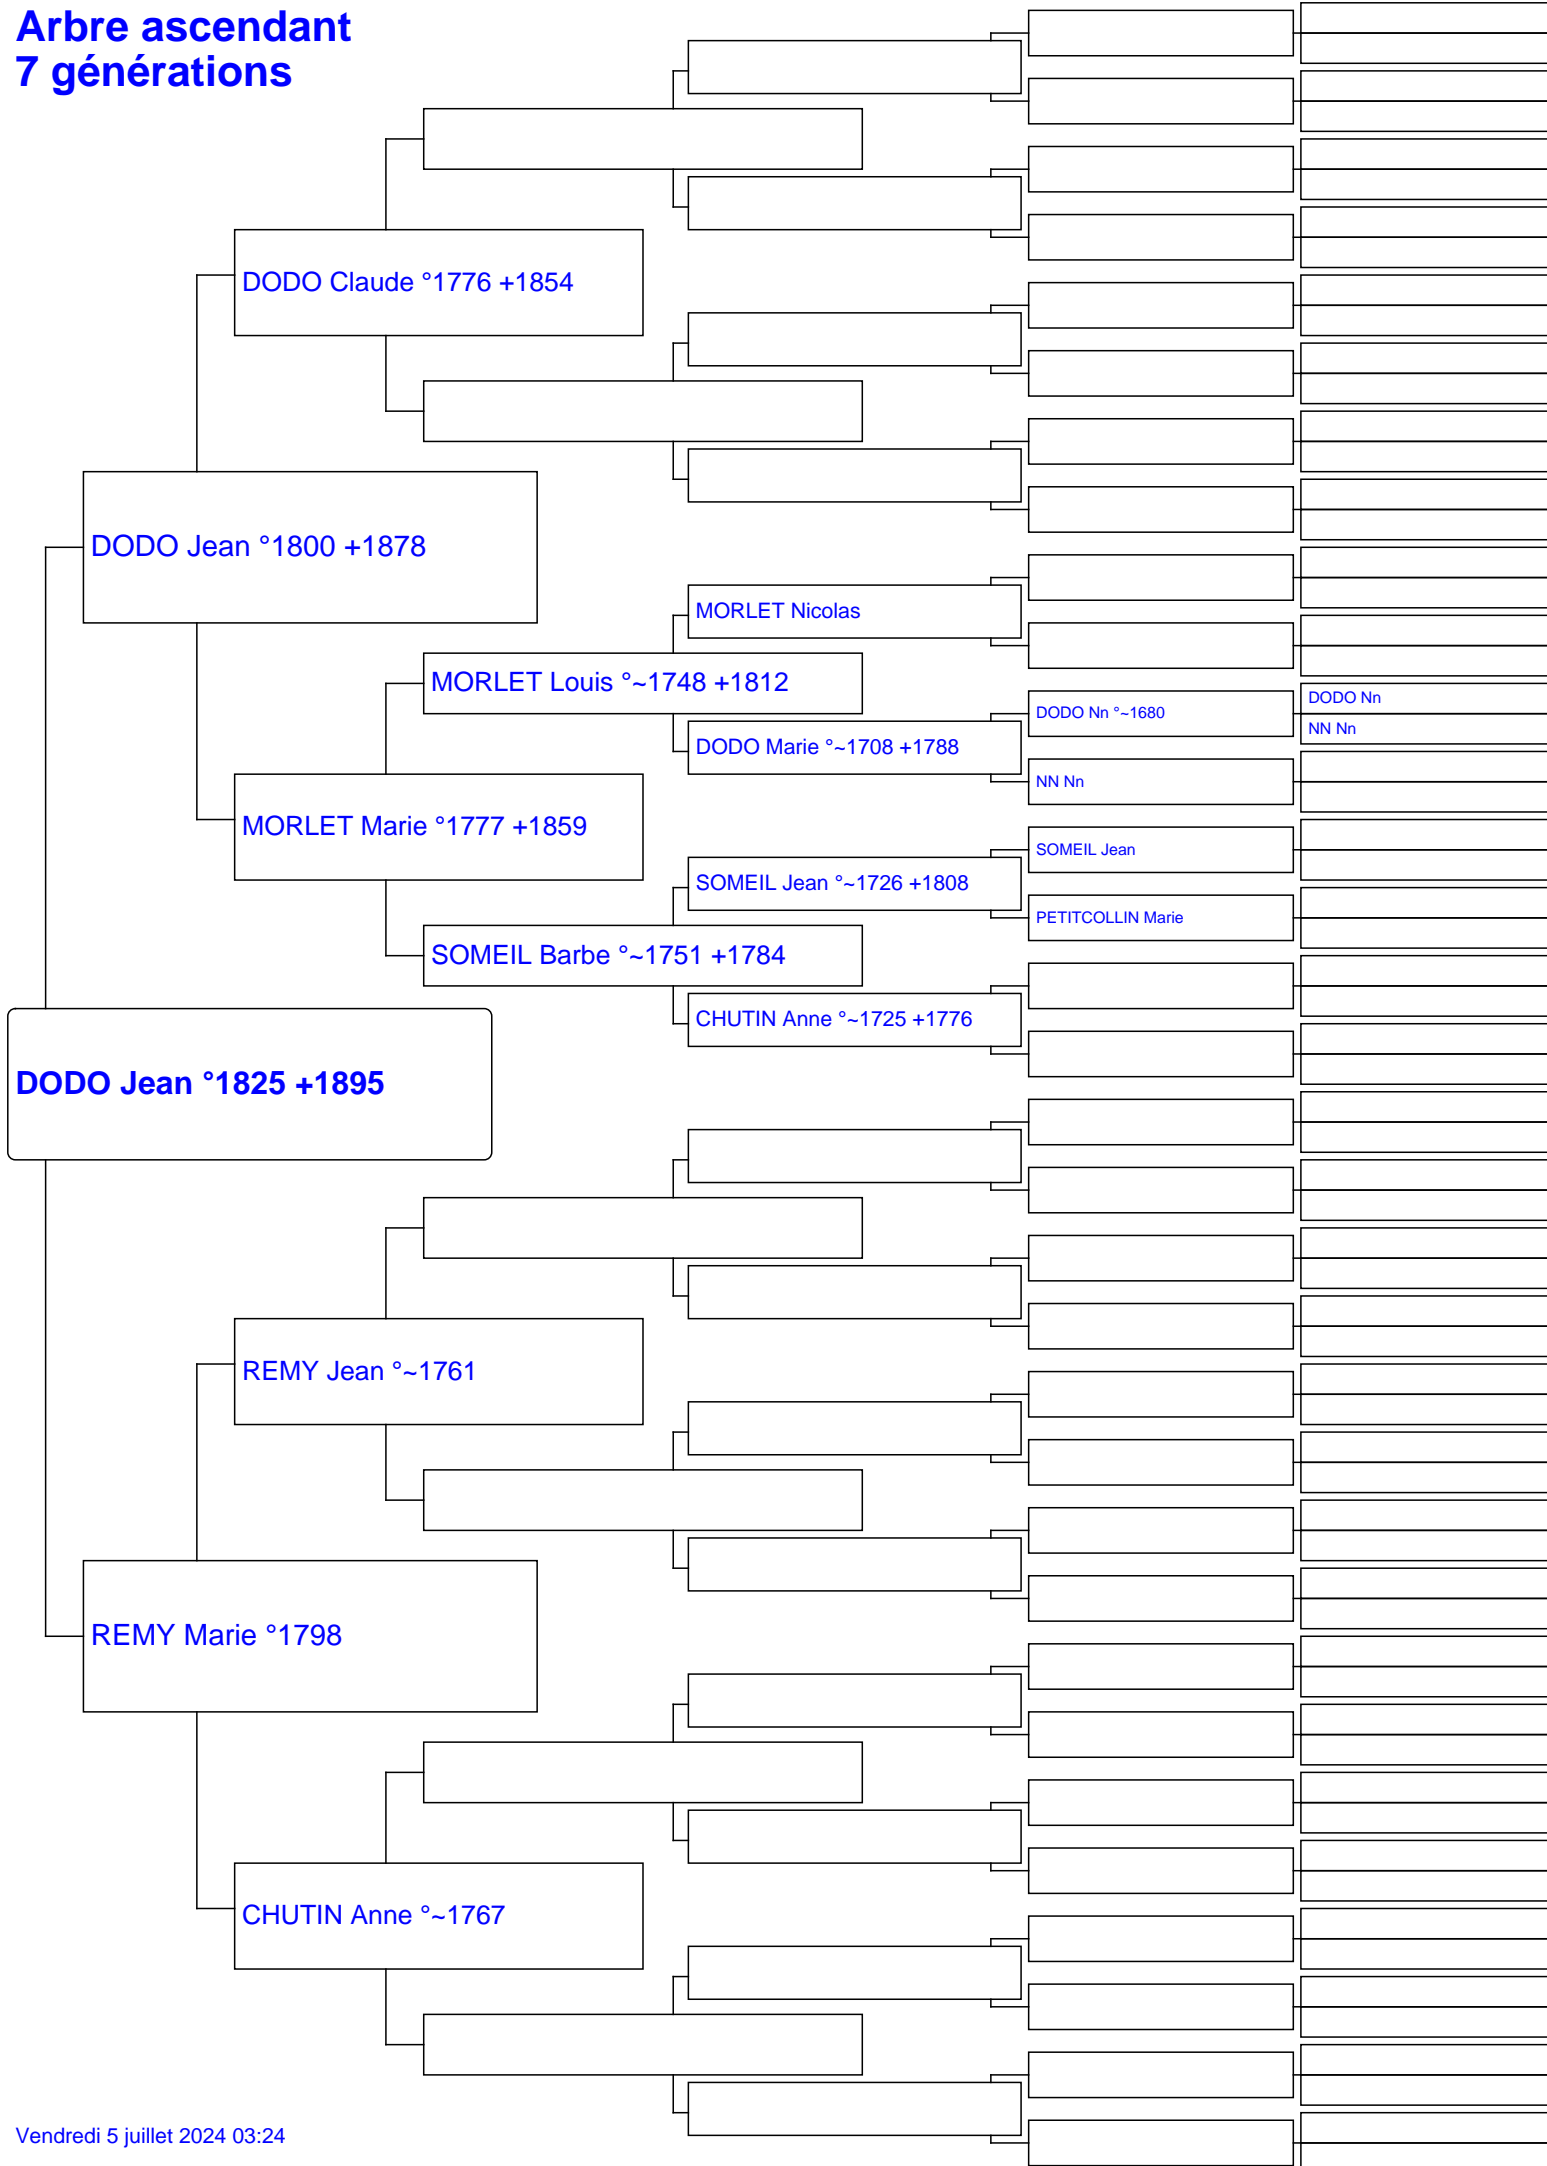 Arbre ascendant
7 générations
DODO Claude °1776 +1854
DODO Jean °1800 +1878
MORLET Nicolas
MORLET Louis °~1748 +1812
DODO Nn °~1680
DODO Nn
NN Nn
DODO Marie °~1708 +1788
NN Nn
MORLET Marie °1777 +1859
SOMEIL Jean
SOMEIL Jean °~1726 +1808
PETITCOLLIN Marie
SOMEIL Barbe °~1751 +1784
CHUTIN Anne °~1725 +1776
DODO Jean °1825 +1895
REMY Jean °~1761
REMY Marie °1798
CHUTIN Anne °~1767
Vendredi 5 juillet 2024 03:24